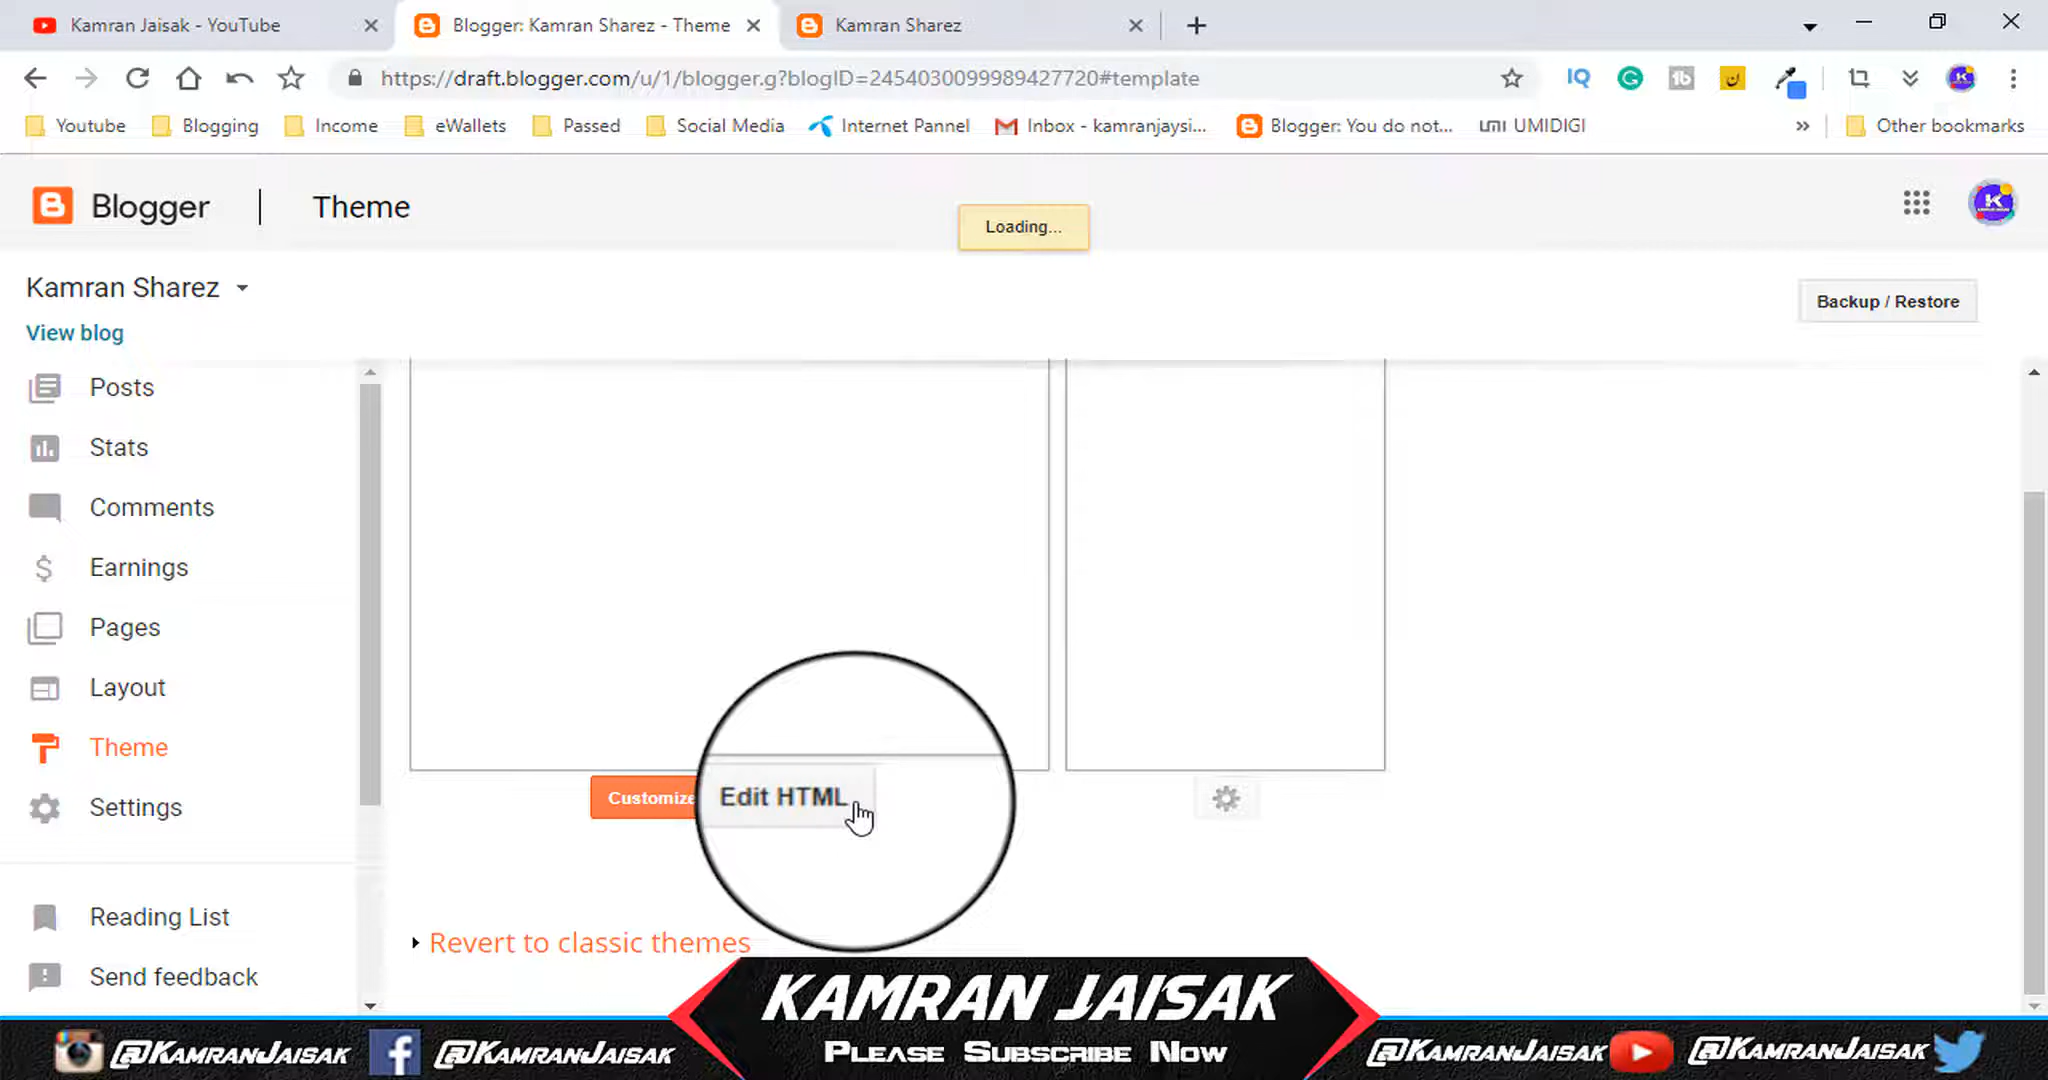 Kamran Jaisak - YouTube
Blogger: Kamran Sharez - Theme
Kamran Sharez
https://draft.blogger.com/u/1/blogger.g?blogID=2454030099989427720#template
IQ
Youtube
Blogging
Income
eWallets
Passed
Social Media
Internet Pannel
Inbox - kamranjaysi...
Blogger: You do not...
umi UMIDIGI
Other bookmarks
Blogger
Theme
Loading...
K
Kamran Sharez
View blog
Backup / Restore
Posts
Stats
Comments
Earnings
Pages
Layout
Theme
Settings
Reading List
Send feedback
Customize
Edit HTML
Revert to classic themes
KAMRAN JAISAK
Please Subscribe Now
@KamranJaisak
@KamranJaisak
@KamranJaisak
@KamranJaisak